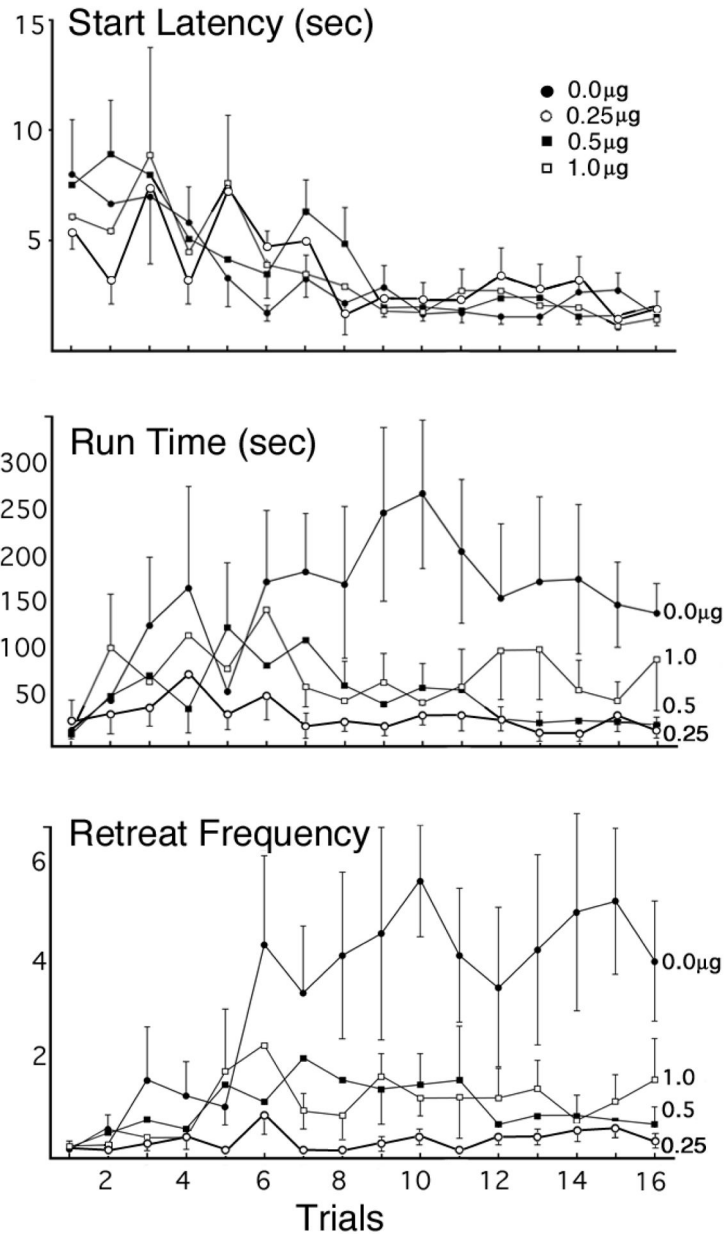 Start Latency (sec)
15
10
5
0.0µg
0.25µg
0.5µg
1.0µg
Run Time (sec)
300
250
200
150
100
50
0.0µg
1.0
0.5
0.25
Retreat Frequency
6
4
2
0.0µg
1.0
0.5
0.25
2 4 6 8 10 12 14 16
Trials